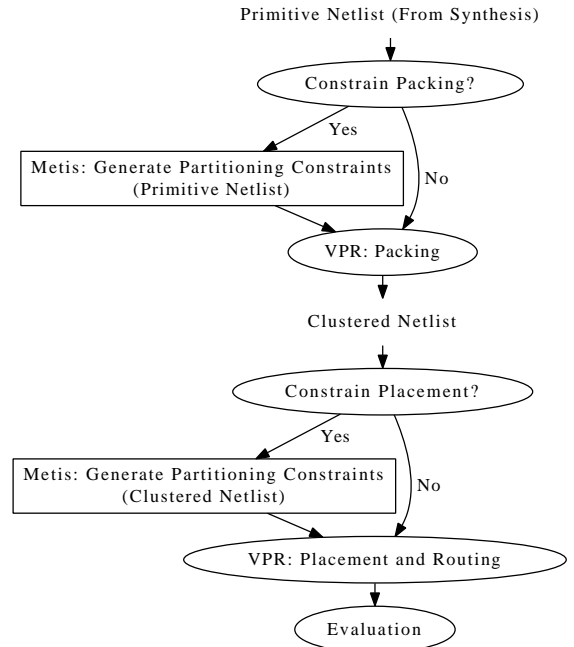 Primitive Netlist (From Synthesis)
Constrain Packing?
Yes
Metis: Generate Partitioning Constraints
(Primitive Netlist)
No
VPR: Packing
Clustered Netlist
Constrain Placement?
Yes
Metis: Generate Partitioning Constraints
(Clustered Netlist)
No
VPR: Placement and Routing
Evaluation